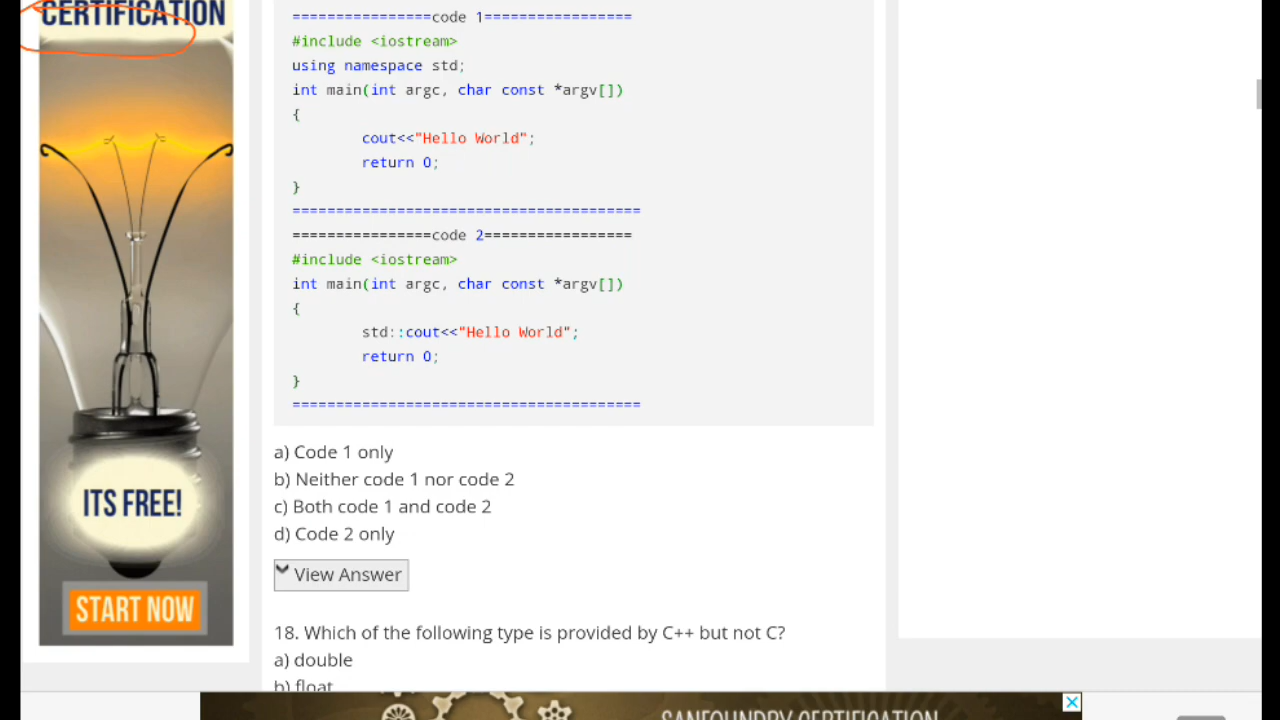 CERTIFICATION
ITS FREE!
START NOW
================code 1=================
#include <iostream>
using namespace std;
int main(int argc, char const *argv[])
{
cout<<"Hello World";
return 0;
}
========================================
================code 2=================
#include <iostream>
int main(int argc, char const *argv[])
{
std::cout<<"Hello World";
return 0;
}
========================================
a) Code 1 only
b) Neither code 1 nor code 2
c) Both code 1 and code 2
d) Code 2 only
View Answer
18. Which of the following type is provided by C++ but not C?
a) double
b) float
SANFOUNDRY CERTIFICATION